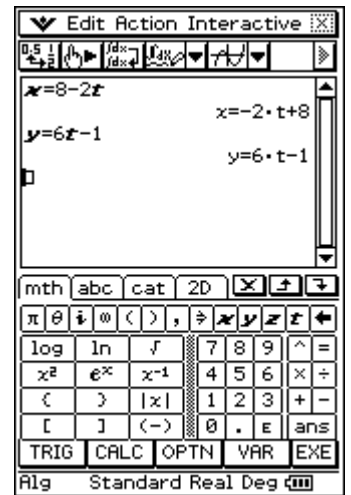 Edit Action Interactive
x=8-2t
x=-2·t+8
y=6t-1
y=6·t-1
mth abc cat 2D
π θ i ∞ ( ) , ⇒ x y z t ←
log ln √ 7 8 9 ^ =
x² eˣ x⁻¹ 4 5 6 × ÷
( ) |x| 1 2 3 + −
[ ] (−) 0 . E ans
TRIG CALC OPTN VAR EXE
Alg Standard Real Deg